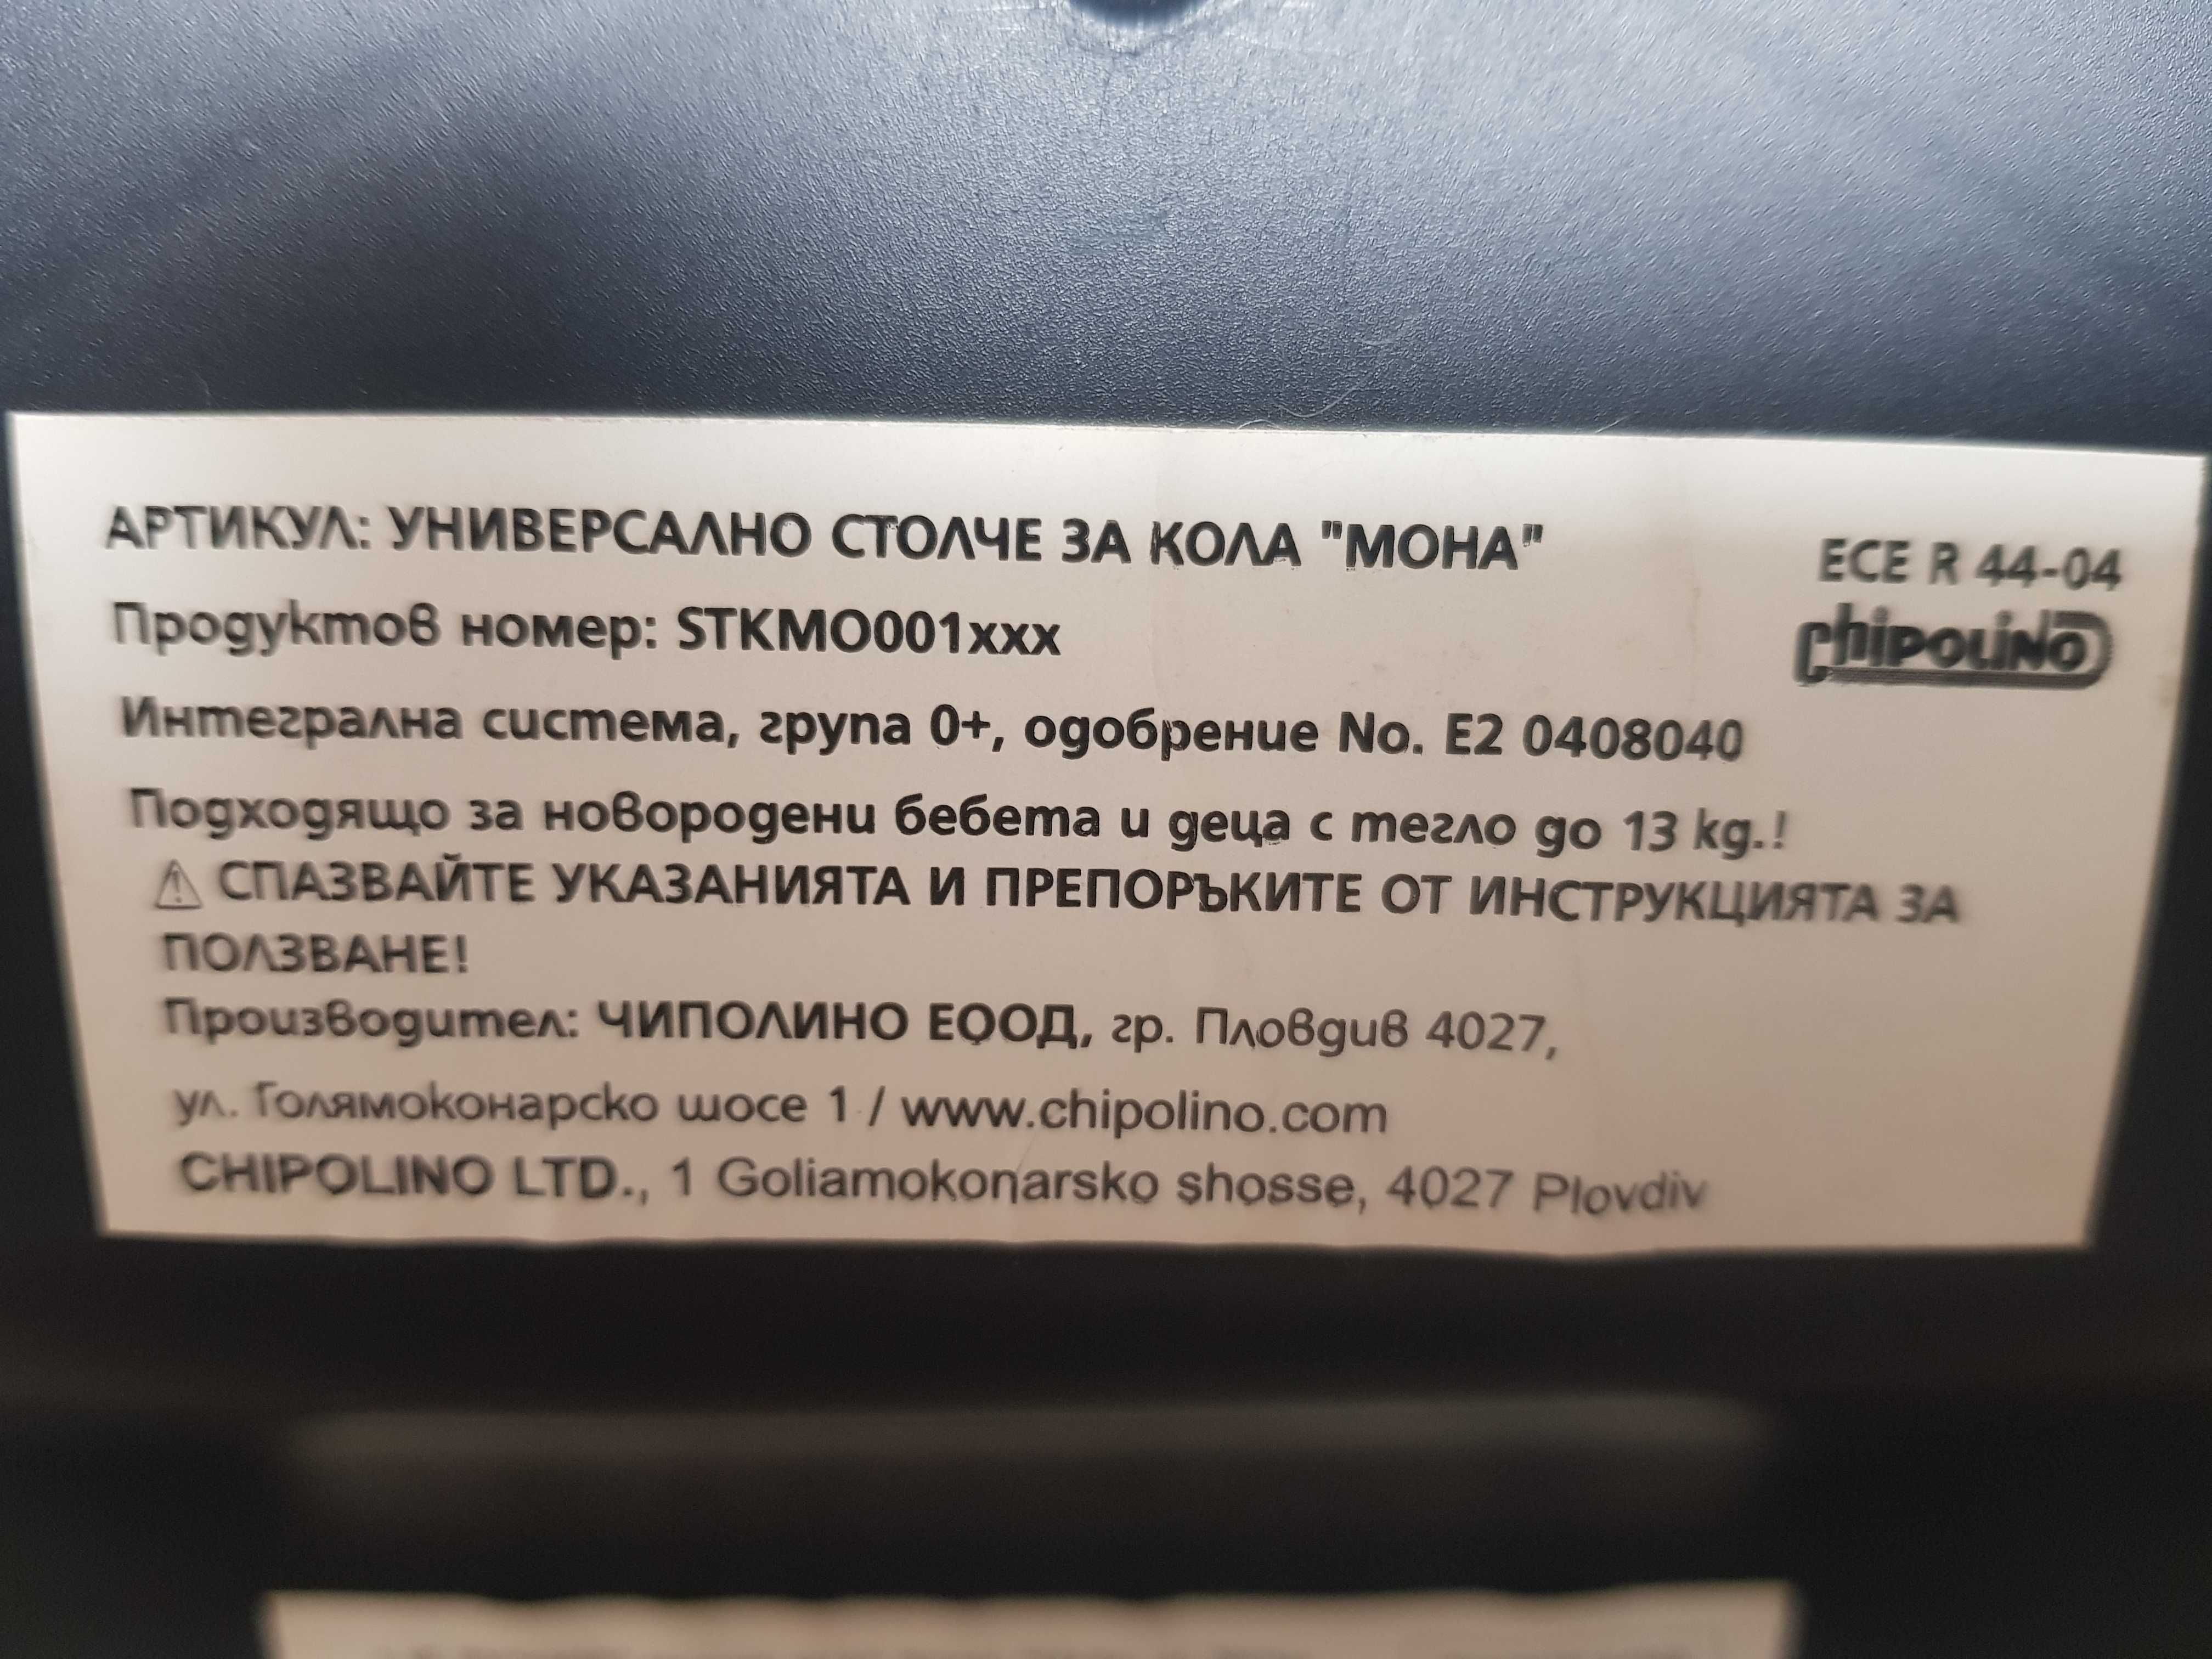 АРТИКУЛ: УНИВЕРСАЛНО СТОЛЧЕ ЗА КОЛА "МОНА"
ECE R 44-04
chipolino
Продуктов номер: STKMO001xxx
Интегрална система, група 0+, одобрение No. E2 0408040
Подходящо за новородени бебета и деца с тегло до 13 kg.!
⚠ СПАЗВАЙТЕ УКАЗАНИЯТА И ПРЕПОРЪКИТЕ ОТ ИНСТРУКЦИЯТА ЗА
ПОЛЗВАНЕ!
Производител: ЧИПОЛИНО ЕООД, гр. Пловдив 4027,
ул. Голямоконарско шосе 1 / www.chipolino.com
CHIPOLINO LTD., 1 Goliamokonarsko shosse, 4027 Plovdiv